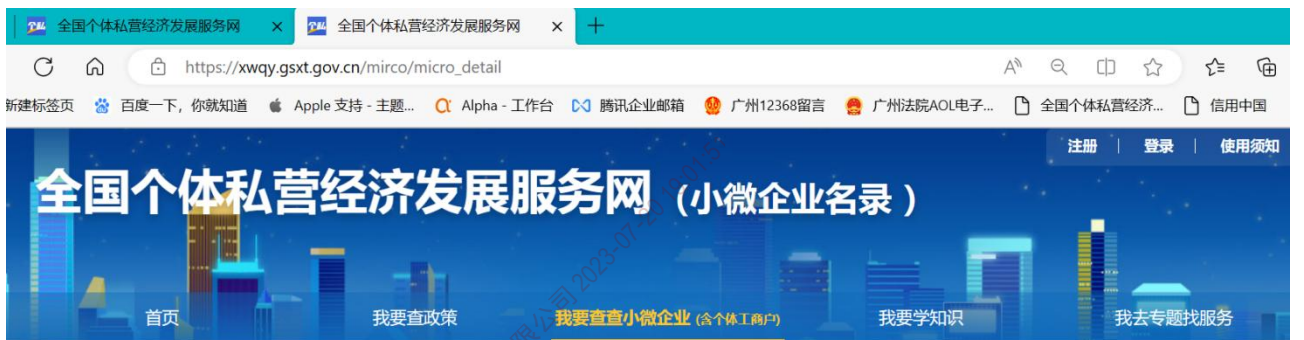 全国个体私营经济发展服务网
全国个体私营经济发展服务网
https://xwqy.gsxt.gov.cn/mirco/micro_detail
新建标签页 百度一下，你就知道 Apple 支持 - 主题... Alpha - 工作台 腾讯企业邮箱 广州12368留言 广州法院AOL电子... 全国个体私营经济... 信用中国
注册 | 登录 | 使用须知
全国个体私营经济发展服务网（小微企业名录）
首页 我要查政策 我要查查小微企业 (含个体工商户) 我要学知识 我去专题找服务
限公司 2023-07-20